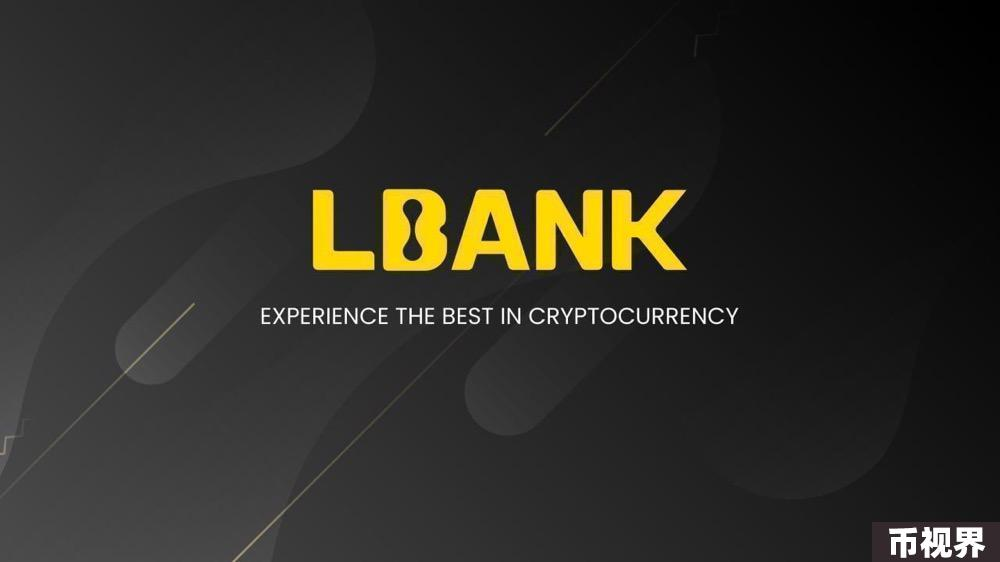 LBANK
EXPERIENCE THE BEST IN CRYPTOCURRENCY
币视界